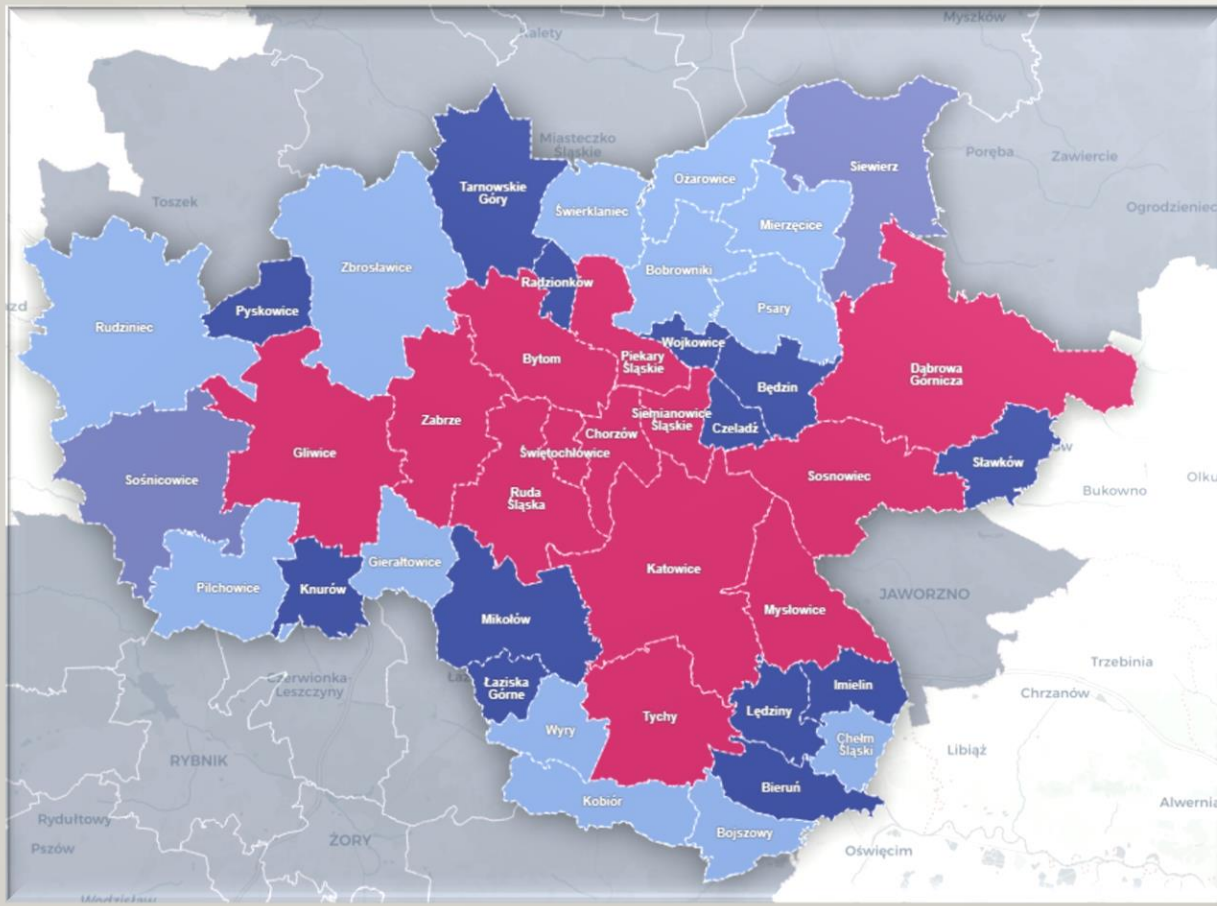 Myszków
Kalety
Miasteczko
Śląskie
Poręba
Zawiercie
Siewierz
Ożarowice
Tarnowskie
Góry
Toszek
Świerklaniec
Ogrodzieniec
Mierzęcice
Zbrosławice
Bobrowniki
Radzionków
Pyskowice
Psary
Rudziniec
Wojkowice
Bytom
Piekary
Śląskie
Dąbrowa
Górnicza
Będzin
Siemianowice
Śląskie
Zabrze
Chorzów
Czeladź
Gliwice
Świętochłowice
Sławków
Sośnicowice
Sosnowiec
Bukowno
Ruda
Śląska
Gierałtowice
Katowice
Pilchowice
Knurów
JAWORZNO
Mysłowice
Mikołów
Trzebinia
Czerwionka-
Leszczyny
Łaziska
Górne
Imielin
Chrzanów
Lędziny
Tychy
Wyry
Chełm
Śląski
Libiąż
RYBNIK
Bieruń
Kobiór
Alwernia
Rydułtowy
Bojszowy
ŻORY
Pszów
Oświęcim
Wodzisław